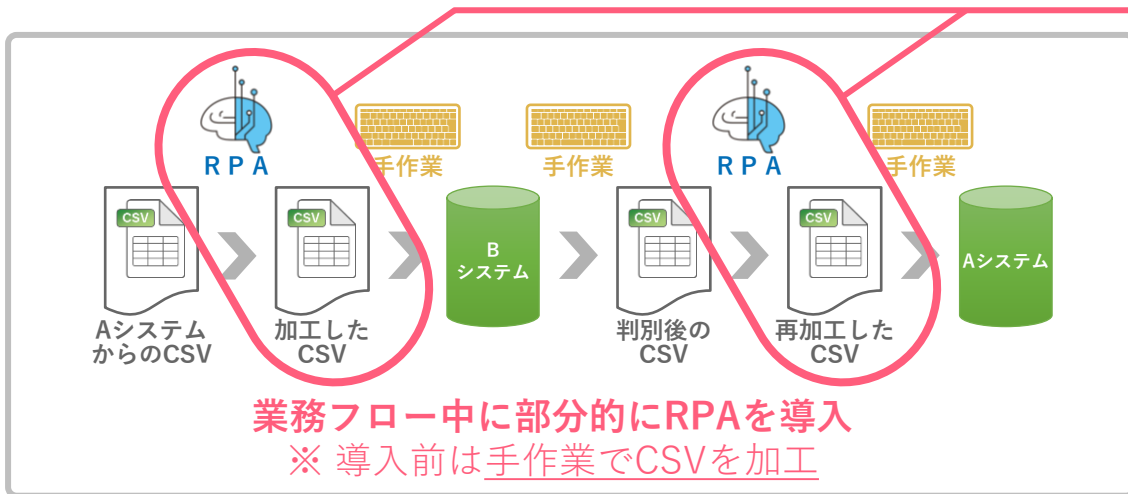 RPA
手作業
手作業
RPA
手作業
CSV
CSV
B
システム
CSV
CSV
Aシステム
Aシステム
からのCSV
加工した
CSV
判別後の
CSV
再加工した
CSV
業務フロー中に部分的にRPAを導入
※ 導入前は手作業でCSVを加工